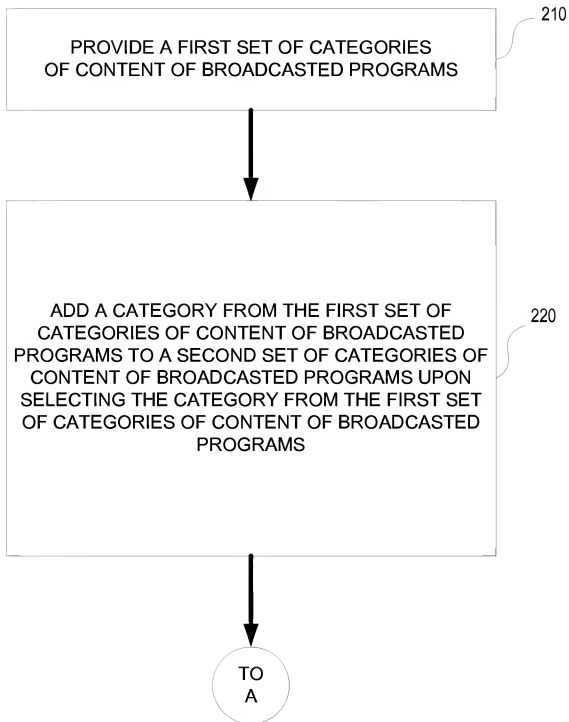 210
PROVIDE A FIRST SET OF CATEGORIES
OF CONTENT OF BROADCASTED PROGRAMS
220
ADD A CATEGORY FROM THE FIRST SET OF
CATEGORIES OF CONTENT OF BROADCASTED
PROGRAMS TO A SECOND SET OF CATEGORIES OF
CONTENT OF BROADCASTED PROGRAMS UPON
SELECTING THE CATEGORY FROM THE FIRST SET
OF CATEGORIES OF CONTENT OF BROADCASTED
PROGRAMS
TO
A